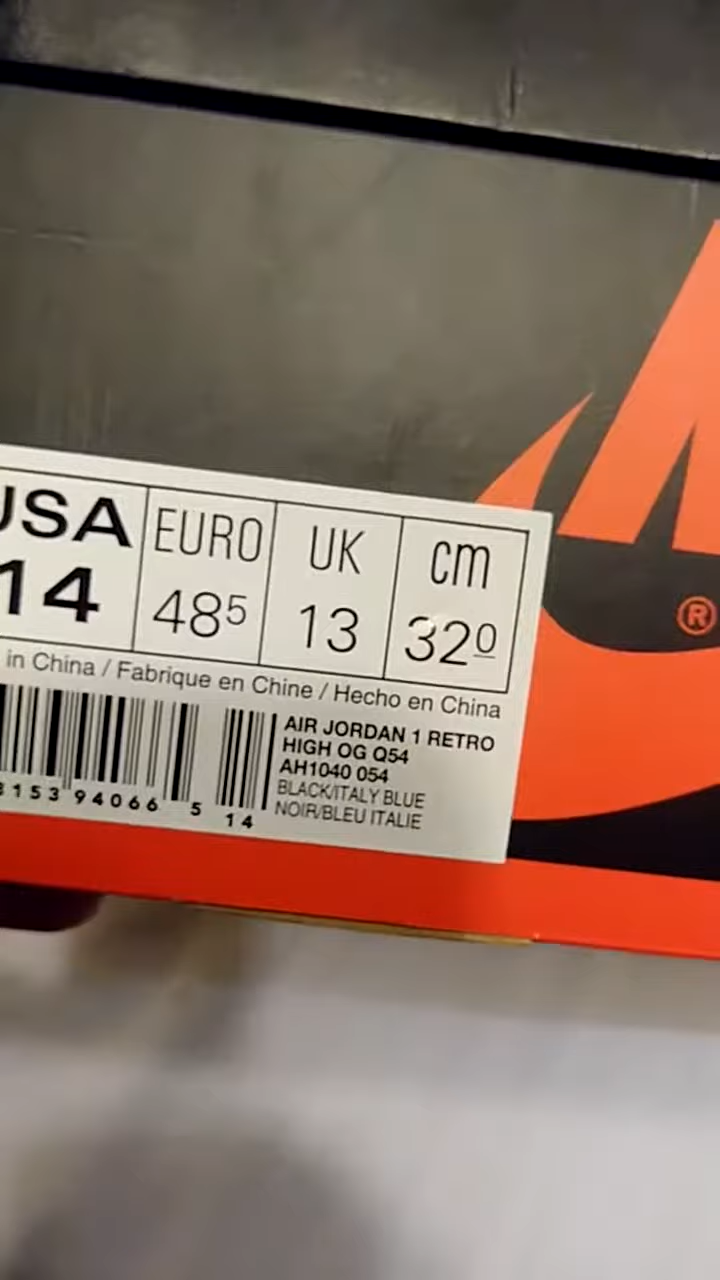 USA EURO UK cm
14 48⁵ 13 32⁰
in China / Fabrique en Chine / Hecho en China
AIR JORDAN 1 RETRO
HIGH OG Q54
AH1040 054
BLACK/ITALY BLUE
NOIR/BLEU ITALIE
3153 94066 5 14
®